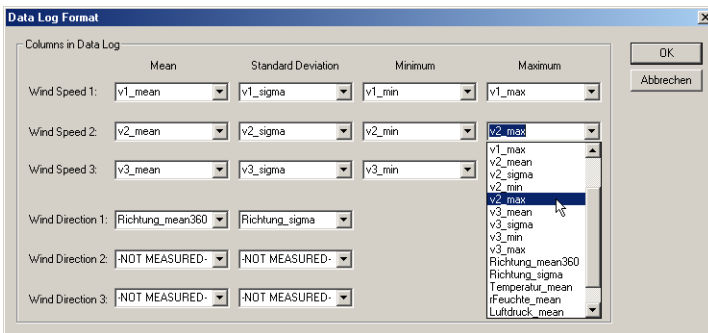 Data Log Format
Columns in Data Log
Mean Standard Deviation Minimum Maximum
OK
Abbrechen
Wind Speed 1: v1_mean v1_sigma v1_min v1_max
Wind Speed 2: v2_mean v2_sigma v2_min v2_max
Wind Speed 3: v3_mean v3_sigma v3_min
v1_max
v2_mean
v2_sigma
v2_min
v2_max
v3_mean
v3_sigma
v3_min
v3_max
Richtung_mean360
Richtung_sigma
Temperatur_mean
rFeuchte_mean
Luftdruck_mean
Wind Direction 1: Richtung_mean360 Richtung_sigma
Wind Direction 2: -NOT MEASURED- -NOT MEASURED-
Wind Direction 3: -NOT MEASURED- -NOT MEASURED-